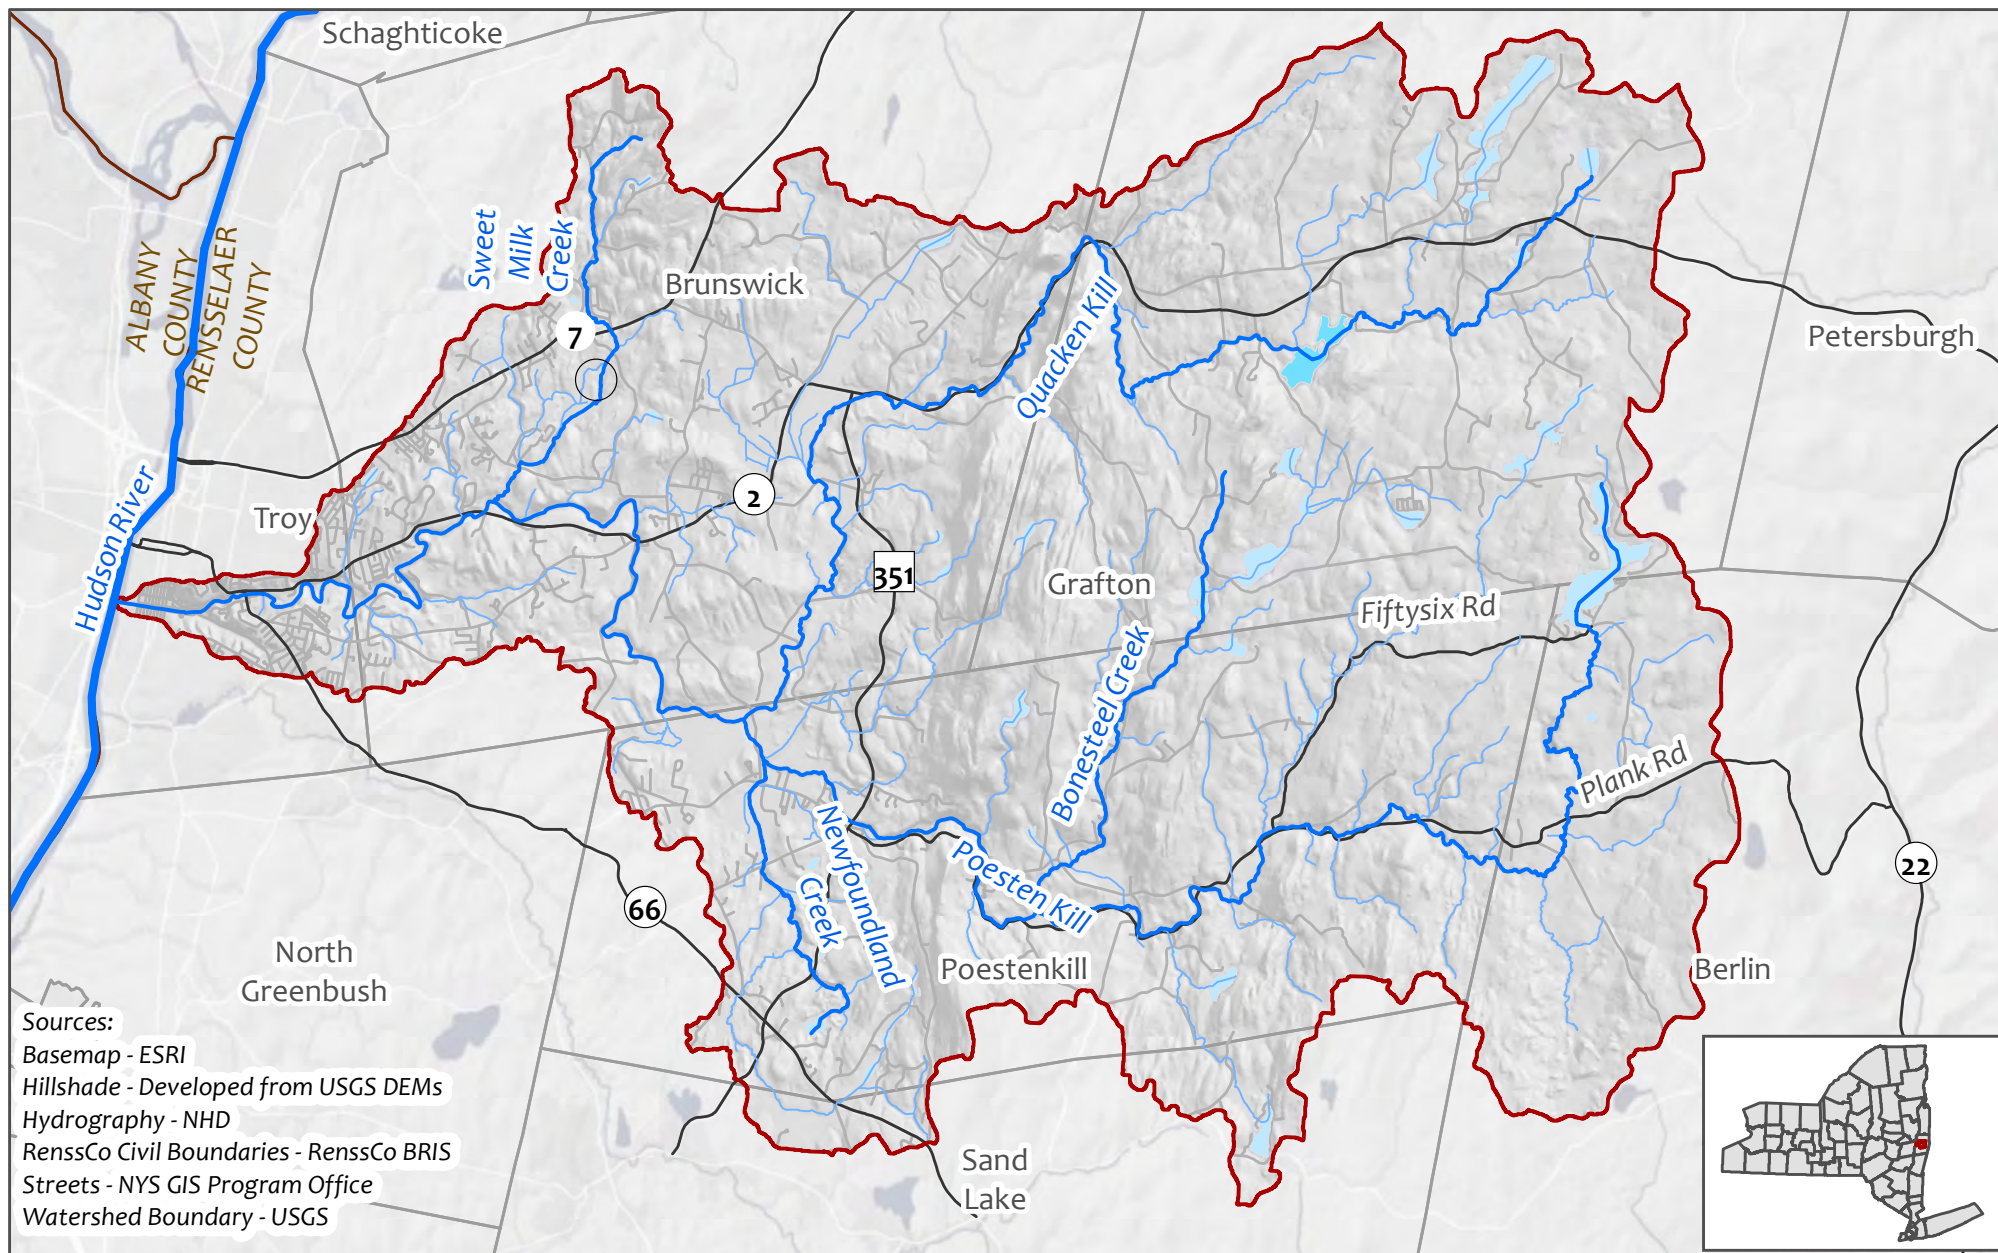 Schaghticoke
Sweet
Milk
Creek
ALBANY
COUNTY
RENSSELAER
COUNTY
Brunswick
7
Quacken Kill
Petersburgh
Hudson River
Troy
2
351
Grafton
Fiftysix Rd
Bonesteel Creek
Plank Rd
Newfoundland
Creek
Poesten Kill
22
66
North
Greenbush
Poestenkill
Berlin
Sand
Lake
Sources:
Basemap - ESRI
Hillshade - Developed from USGS DEMs
Hydrography - NHD
RenssCo Civil Boundaries - RenssCo BRIS
Streets - NYS GIS Program Office
Watershed Boundary - USGS